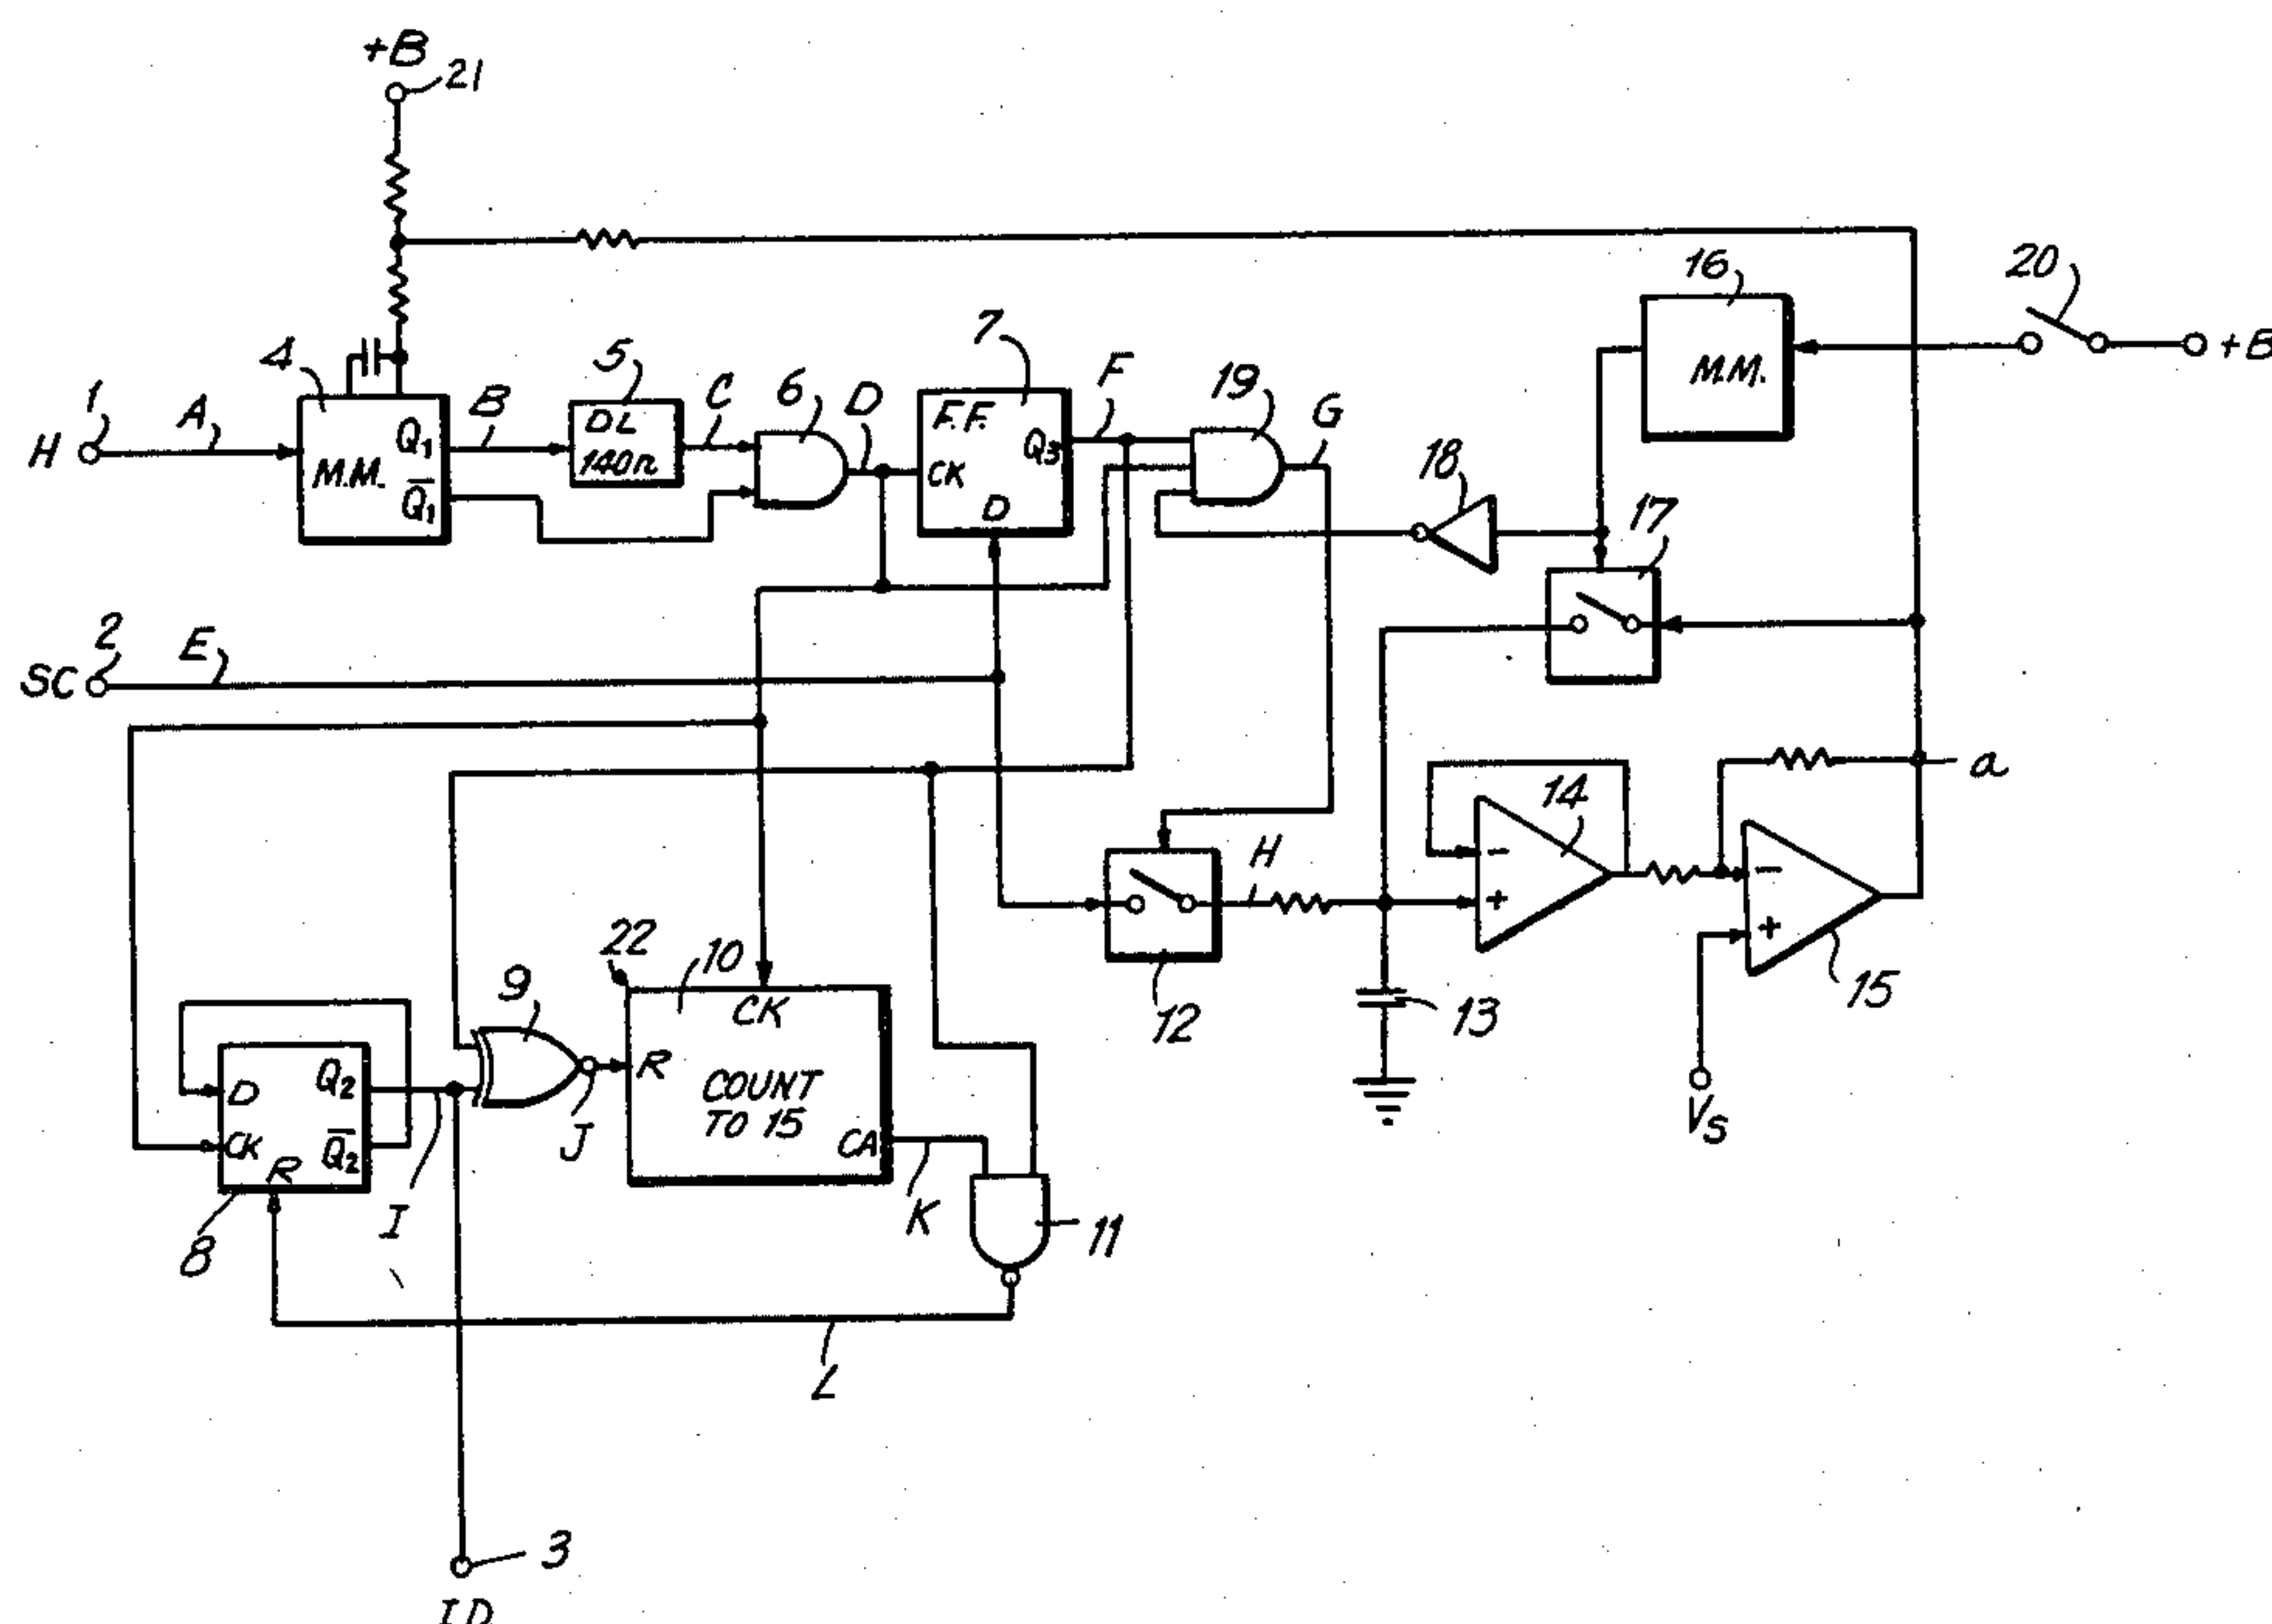 +B
21
16
20
+B
M.M.
4
5
7
F
19
G
1
A
H
M.M.
Q1
Q̅1
B
DL
140n
C
6
D
F.F.
Q3
CK
D
18
17
2
SC
E
a
14
-
+
-
+
15
12
H
13
VS
22
10
9
CK
R
COUNT
TO 15
CA
J
K
11
D
Q2
CK
R
Q̅2
8
I
L
3
ID